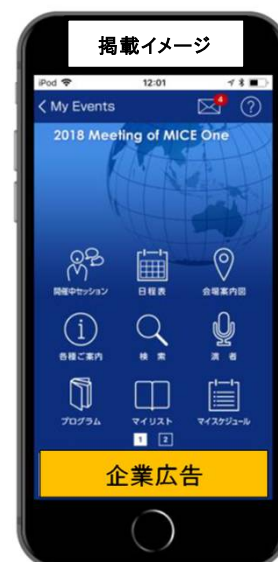 掲載イメージ
iPod 12:01
< My Events 4 ?
2018 Meeting of MICE One
開催中セッション 日程表 会場案内図
各種ご案内 検索 演者
プログラム マイリスト マイスケジュール
1 2
企業広告